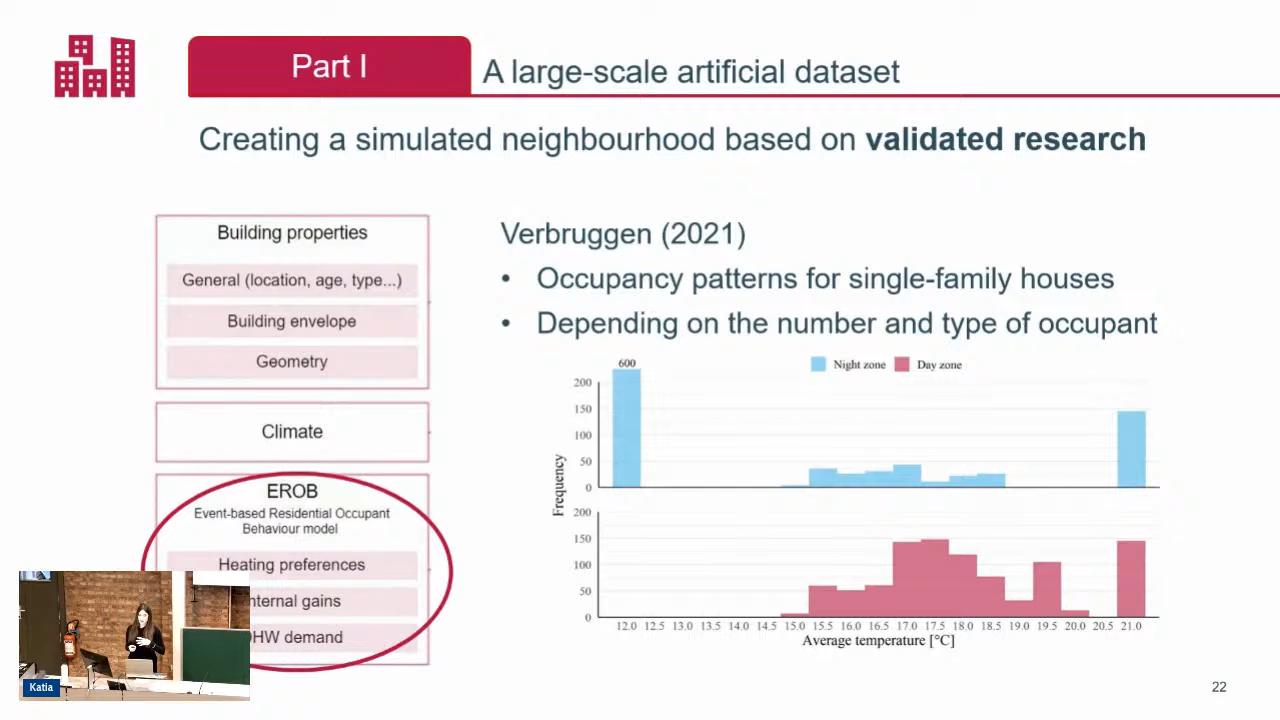 Part I
A large-scale artificial dataset
Creating a simulated neighbourhood based on validated research
Building properties
General (location, age, type...)
Building envelope
Geometry
Climate
EROB
Event-based Residential Occupant
Behaviour model
Heating preferences
nternal gains
HW demand
Verbruggen (2021)
• Occupancy patterns for single-family houses
• Depending on the number and type of occupant
600
Night zone
Day zone
200
150
100
50
0
Frequency
200
150
100
50
0
12.0 12.5 13.0 13.5 14.0 14.5 15.0 15.5 16.0 16.5 17.0 17.5 18.0 18.5 19.0 19.5 20.0 20.5 21.0
Average temperature [°C]
Katia
22